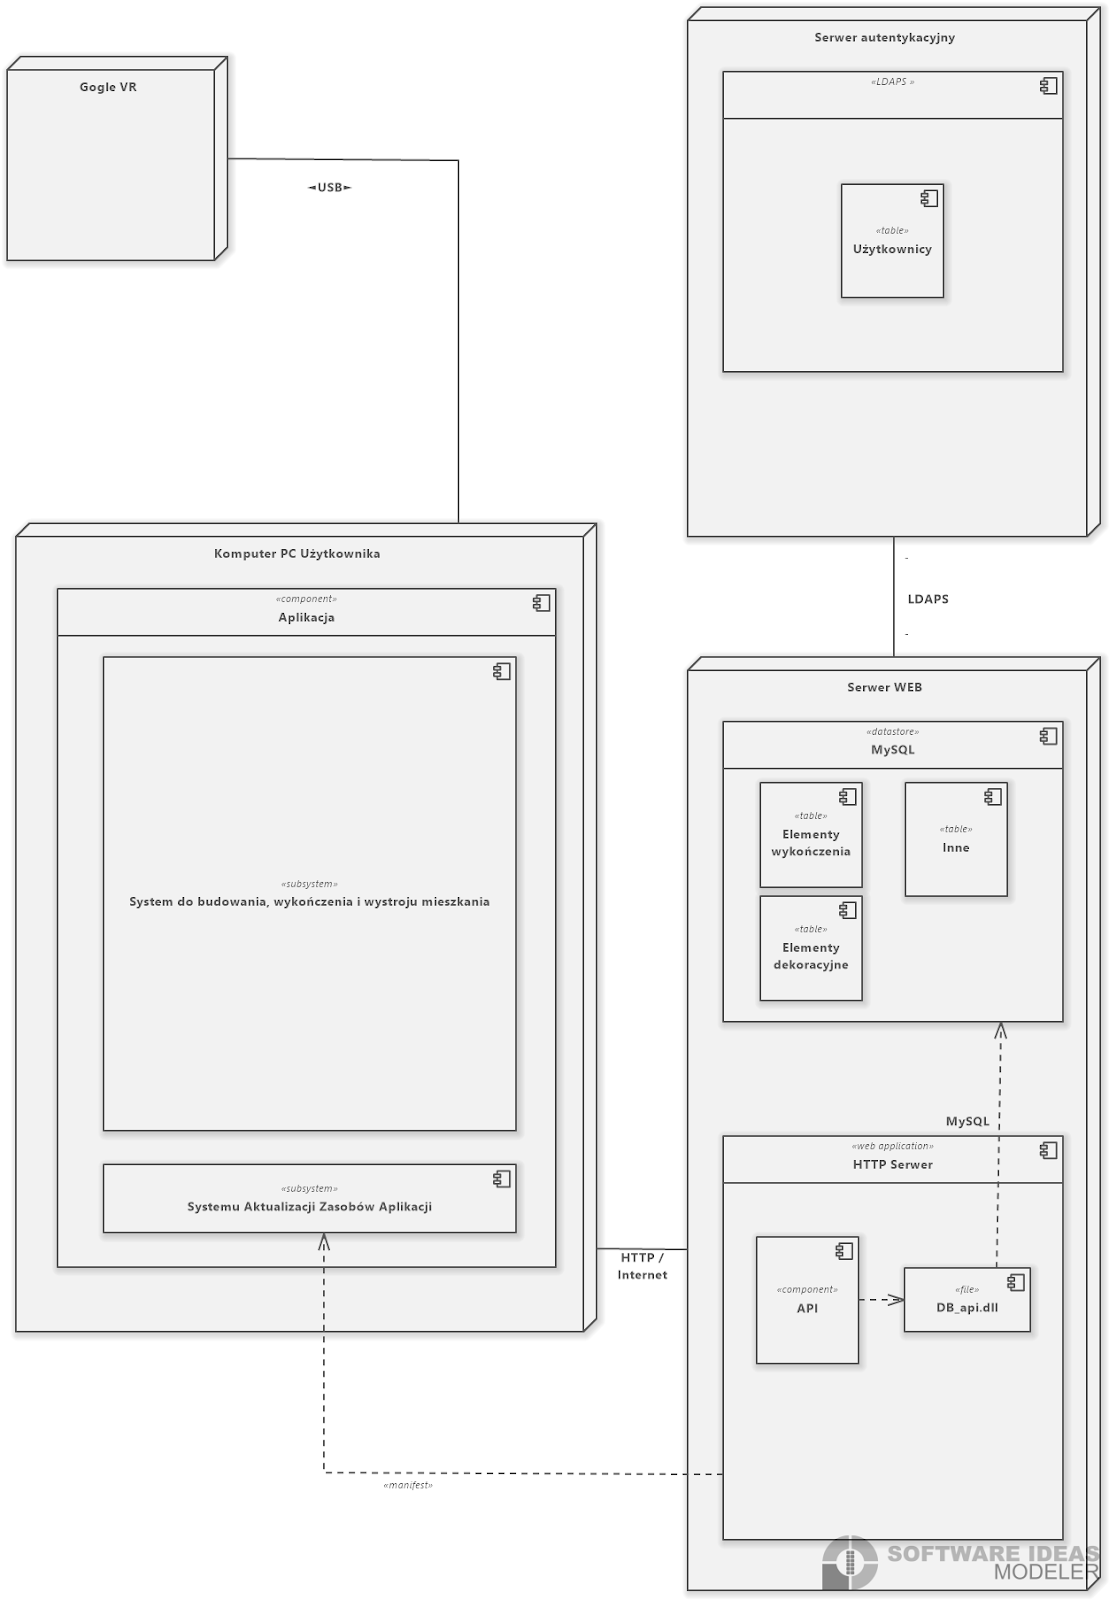 Serwer autentykacyjny
«LDAPS »
«table»
Użytkownicy
Gogle VR
◄USB►
-
LDAPS
-
Komputer PC Użytkownika
«component»
Aplikacja
«subsystem»
System do budowania, wykończenia i wystroju mieszkania
«subsystem»
Systemu Aktualizacji Zasobów Aplikacji
HTTP /
Internet
Serwer WEB
«datastore»
MySQL
«table»
Elementy
wykończenia
«table»
Inne
«table»
Elementy
dekoracyjne
MySQL
«web application»
HTTP Serwer
«component»
API
«file»
DB_api.dll
«manifest»
SOFTWARE IDEAS
MODELER